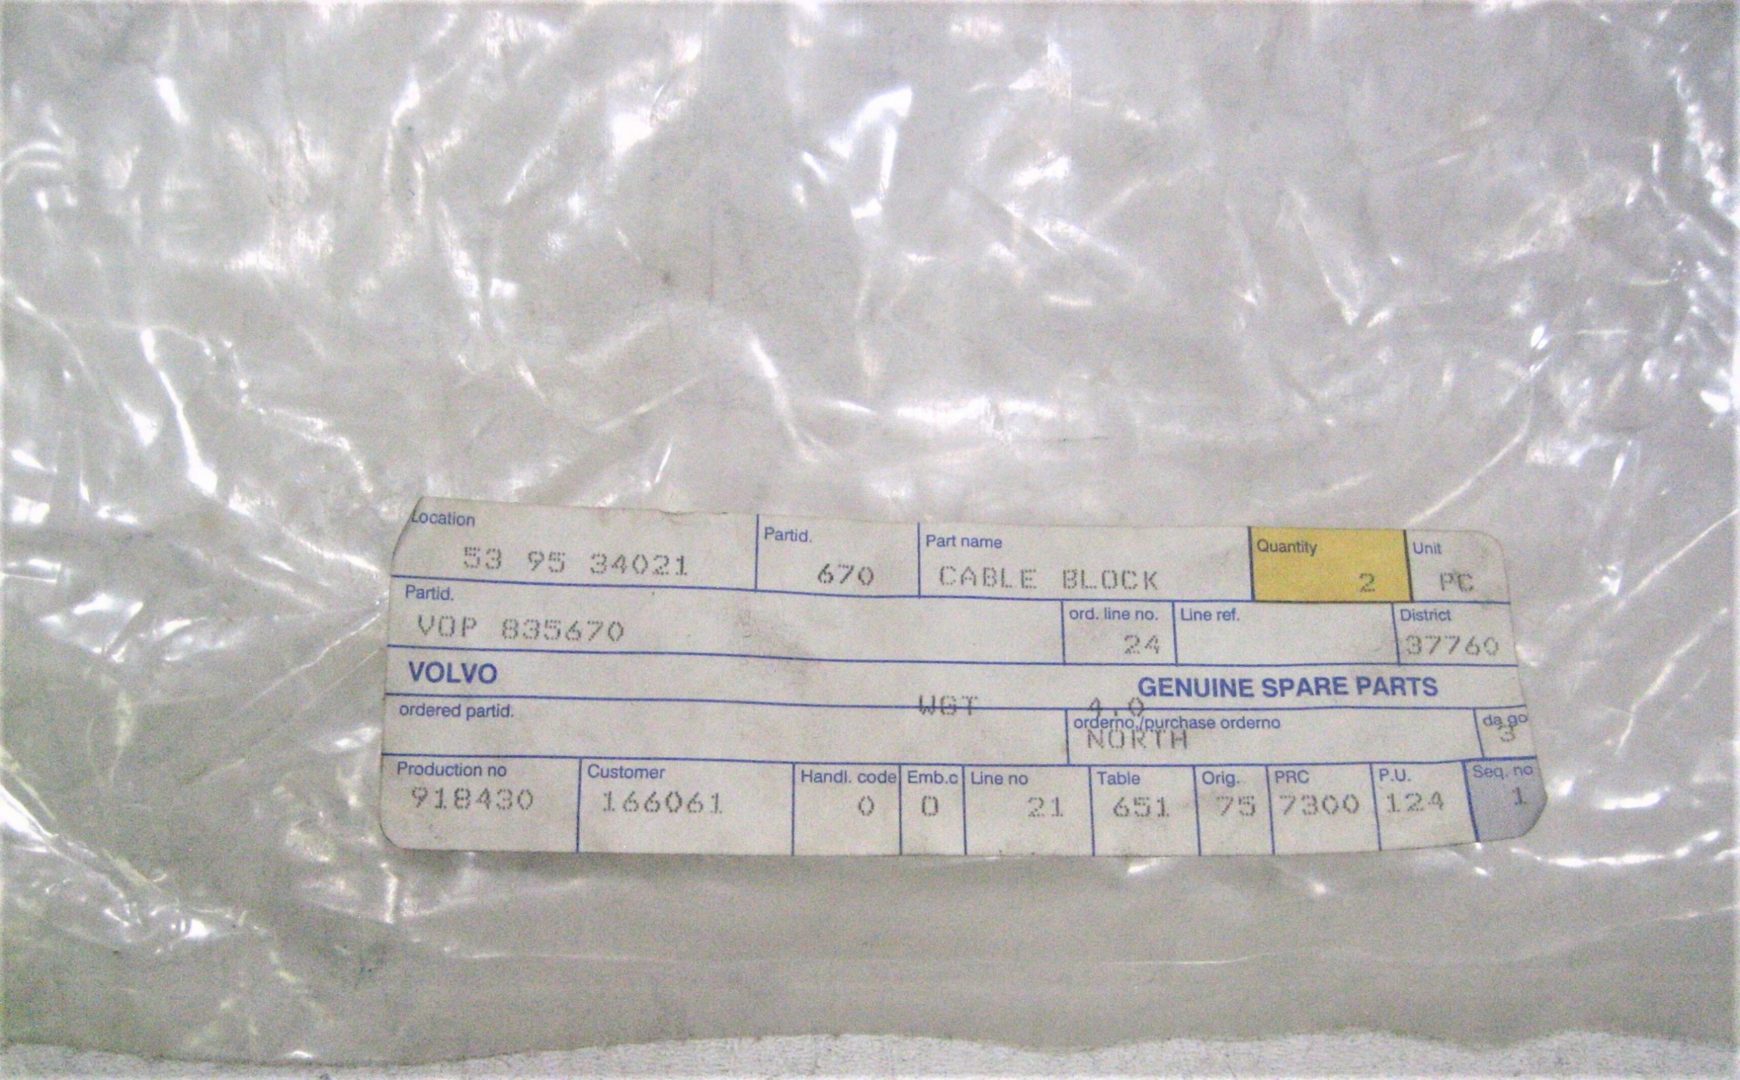 Location Partid. Part name Quantity Unit
53 95 34021 670 CABLE BLOCK 2 PC
Partid. ord. line no. Line ref. District
VOP 835670 24 37760
VOLVO GENUINE SPARE PARTS
WGT 4.0
ordered partid. orderno./purchase orderno da go
NORTH 3
Production no Customer Handl. code Emb.c Line no Table Orig. PRC P.U. Seq. no
918430 166061 0 0 21 651 75 7300 124 1